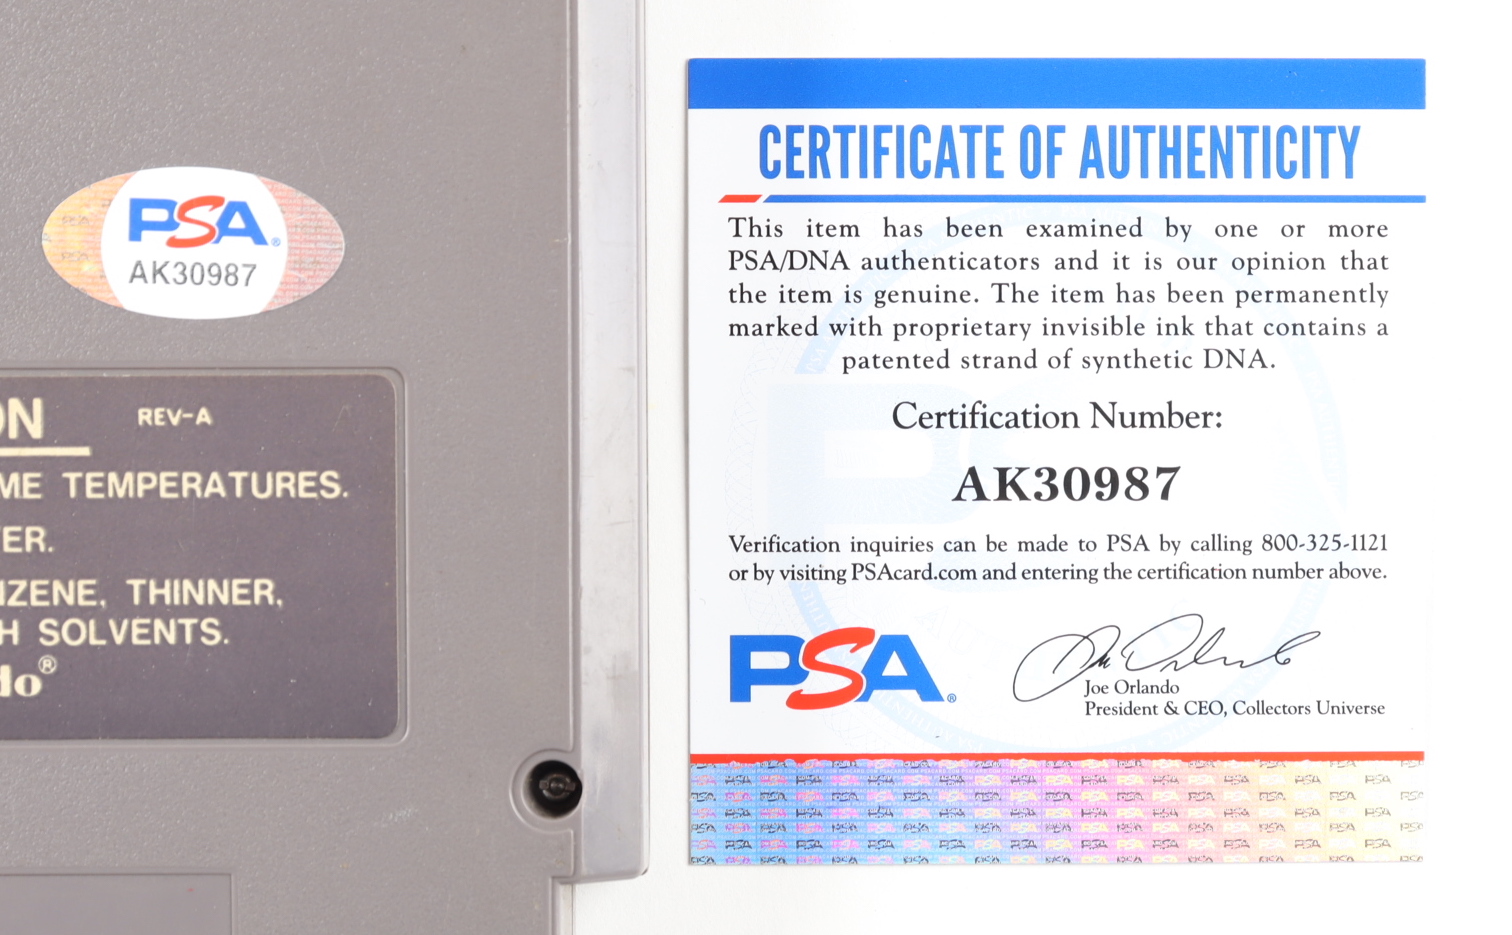 PSA®
AK30987
ON REV-A
ME TEMPERATURES.
ER.
ZENE, THINNER,
H SOLVENTS.
do®
CERTIFICATE OF AUTHENTICITY
This item has been examined by one or more
PSA/DNA authenticators and it is our opinion that
the item is genuine. The item has been permanently
marked with proprietary invisible ink that contains a
patented strand of synthetic DNA.
Certification Number:
AK30987
Verification inquiries can be made to PSA by calling 800-325-1121
or by visiting PSAcard.com and entering the certification number above.
PSA®
Joe Orlando
President & CEO, Collectors Universe